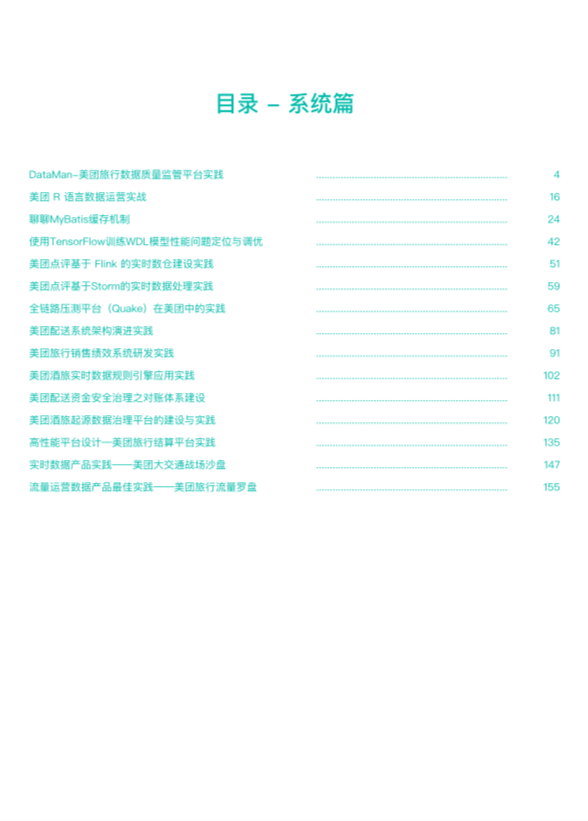 目录 – 系统篇
DataMan-美团旅行数据质量监管平台实践 4
美团 R 语言数据运营实战 16
聊聊MyBatis缓存机制 24
使用TensorFlow训练WDL模型性能问题定位与调优 42
美团点评基于 Flink 的实时数仓建设实践 51
美团点评基于Storm的实时数据处理实践 59
全链路压测平台（Quake）在美团中的实践 65
美团配送系统架构演进实践 81
美团旅行销售绩效系统研发实践 91
美团酒旅实时数据规则引擎应用实践 102
美团配送资金安全治理之对账体系建设 111
美团酒旅起源数据治理平台的建设与实践 120
高性能平台设计—美团旅行结算平台实践 135
实时数据产品实践——美团大交通战场沙盘 147
流量运营数据产品最佳实践——美团旅行流量罗盘 155